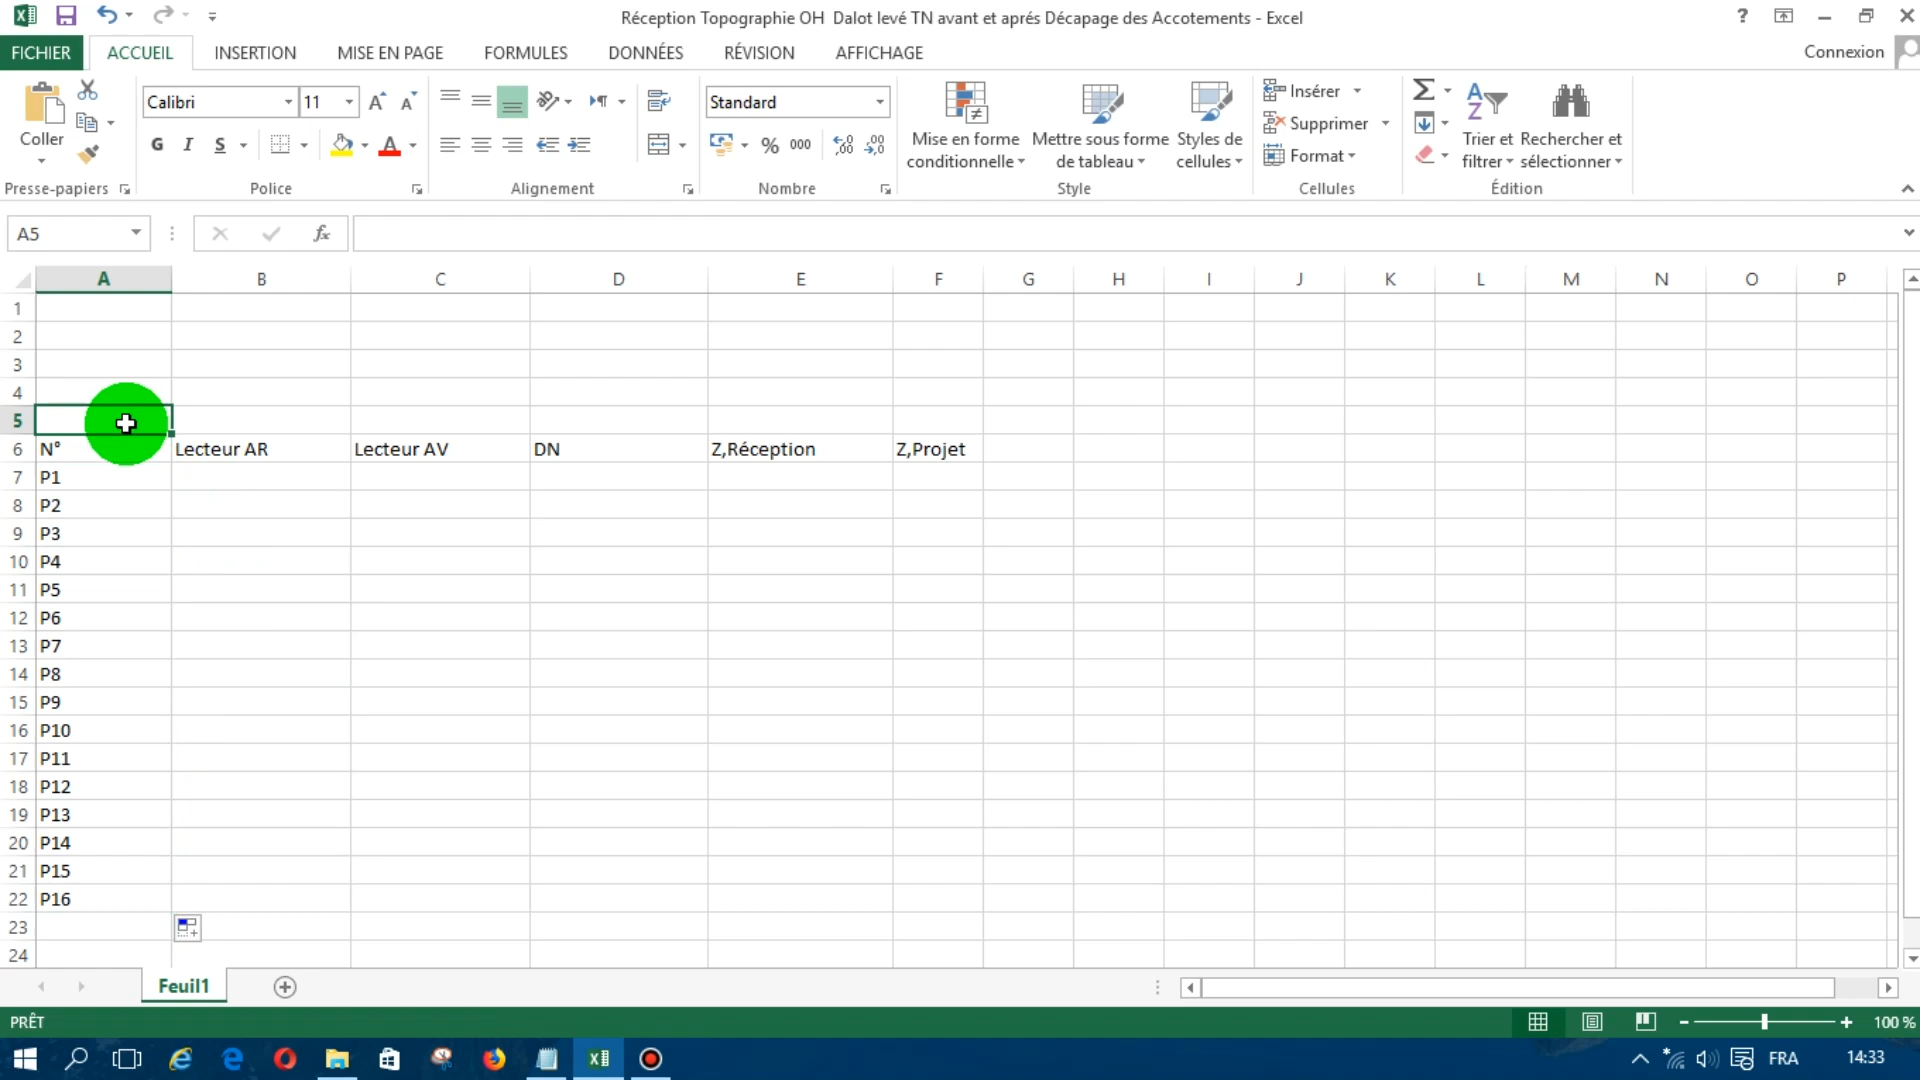 Réception Topographie OH  Dalot levé TN avant et aprés Décapage des Accotements - Excel
?
FICHIER ACCUEIL INSERTION MISE EN PAGE FORMULES DONNÉES RÉVISION AFFICHAGE Connexion
Coller
Calibri 11
G I S
Standard
% 000
Mise en forme conditionnelle
Mettre sous forme de tableau
Styles de cellules
Insérer
Supprimer
Format
Trier et filtrer
Rechercher et sélectionner
Presse-papiers Police Alignement Nombre Style Cellules Édition
A5 fx
A B C D E F G H I J K L M N O P
1
2
3
4
5
6 N° Lecteur AR Lecteur AV DN Z,Réception Z,Projet
7 P1
8 P2
9 P3
10 P4
11 P5
12 P6
13 P7
14 P8
15 P9
16 P10
17 P11
18 P12
19 P13
20 P14
21 P15
22 P16
23
24
Feuil1
PRÊT 100 %
FRA 14:33